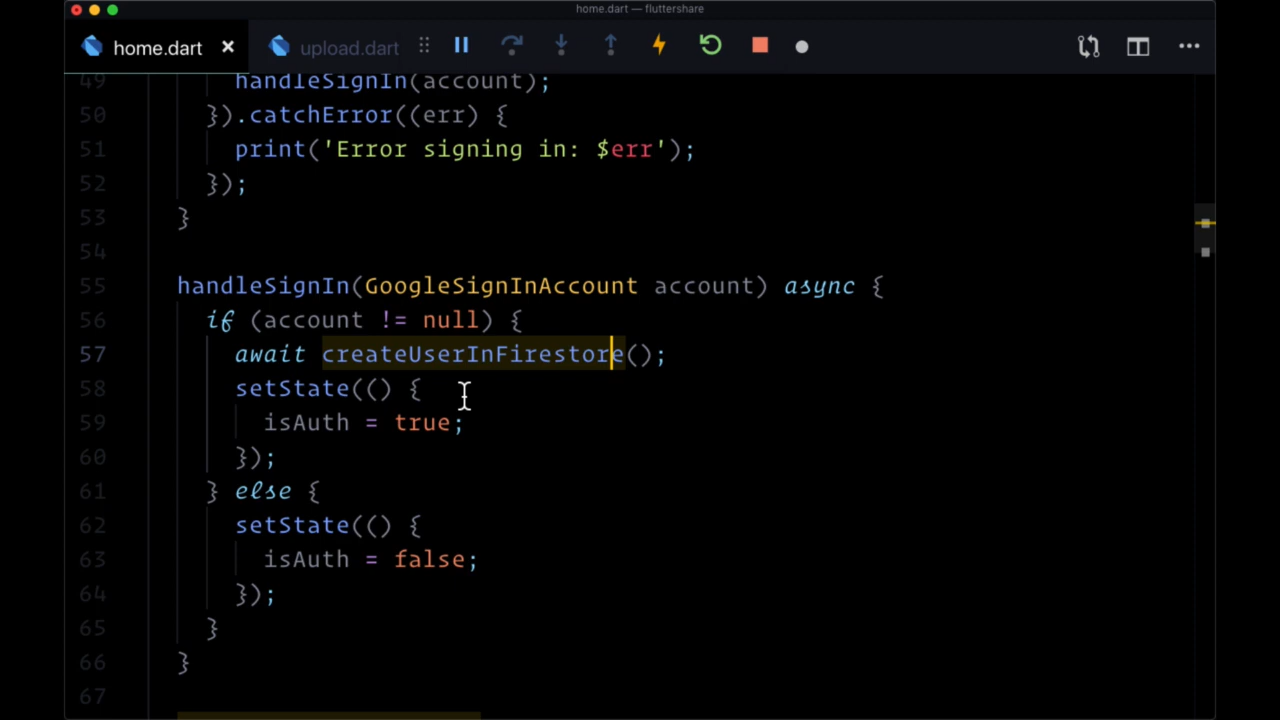 home.dart — fluttershare
home.dart × upload.dart
49 handleSignIn(account);
50 }).catchError((err) {
51 print('Error signing in: $err');
52 });
53 }
54
55 handleSignIn(GoogleSignInAccount account) async {
56 if (account != null) {
57 await createUserInFirestore();
58 setState(() {
59 isAuth = true;
60 });
61 } else {
62 setState(() {
63 isAuth = false;
64 });
65 }
66 }
67